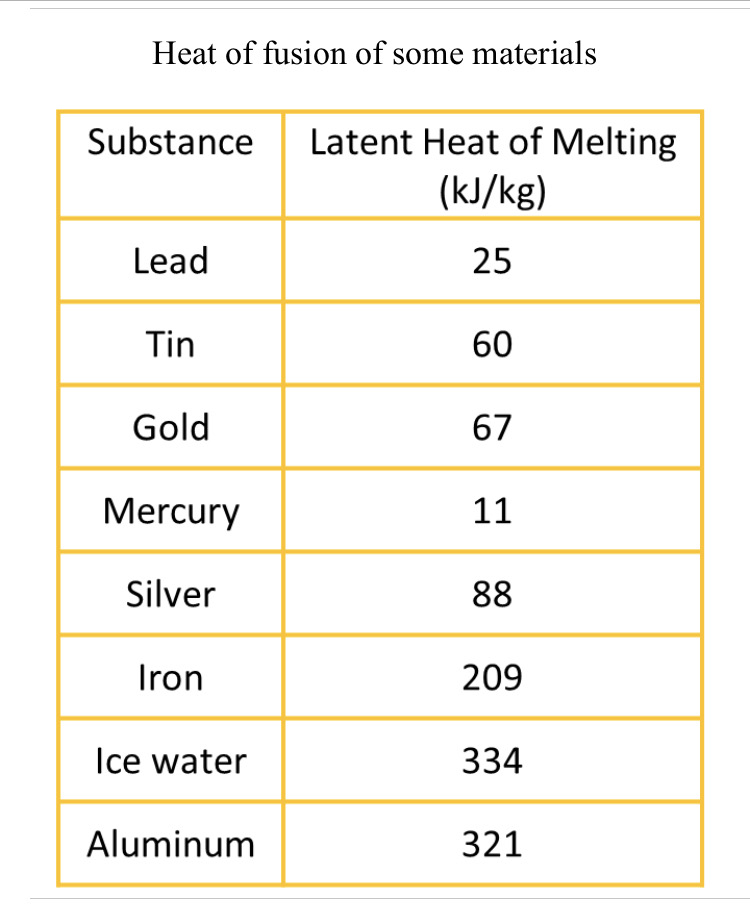 Heat of fusion of some materials
Substance Latent Heat of Melting
(kJ/kg)
Lead 25
Tin 60
Gold 67
Mercury 11
Silver 88
Iron 209
Ice water 334
Aluminum 321